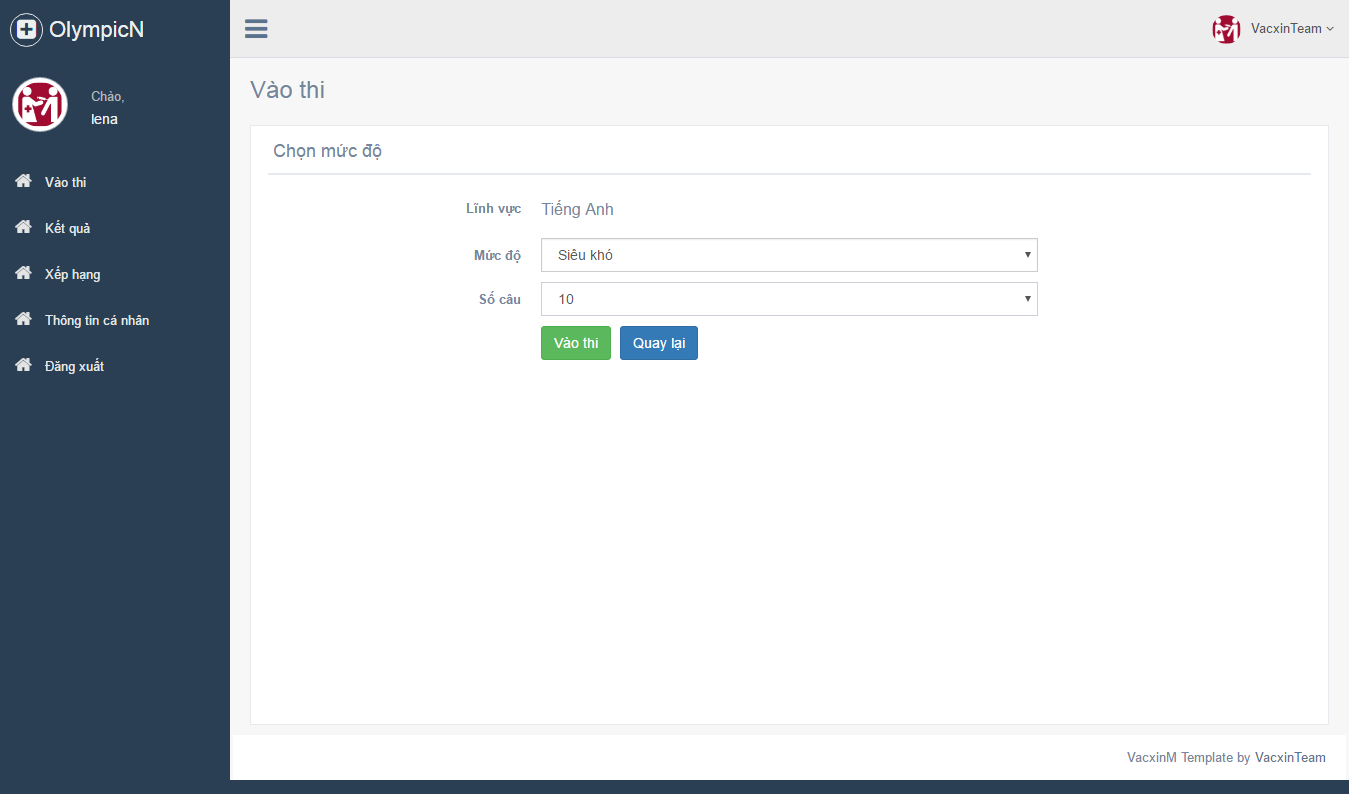 OlympicN
Chào,
lena
Vào thi
Kết quả
Xếp hạng
Thông tin cá nhân
Đăng xuất
VacxinTeam
Vào thi
Chọn mức độ
Lĩnh vực Tiếng Anh
Mức độ Siêu khó
Số câu 10
Vào thi Quay lại
VacxinM Template by VacxinTeam